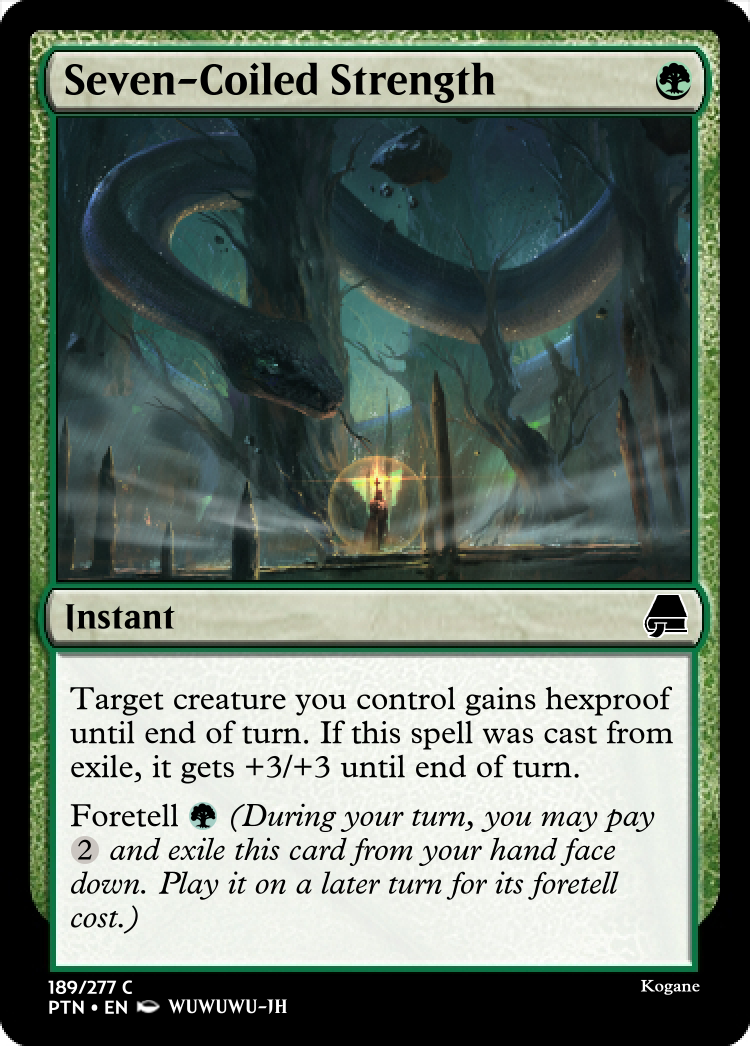 Seven-Coiled Strength
Instant
Target creature you control gains hexproof
until end of turn. If this spell was cast from
exile, it gets +3/+3 until end of turn.
Foretell (During your turn, you may pay
2 and exile this card from your hand face
down. Play it on a later turn for its foretell
cost.)
189/277 C
Kogane
PTN • EN WUWUWU-JH